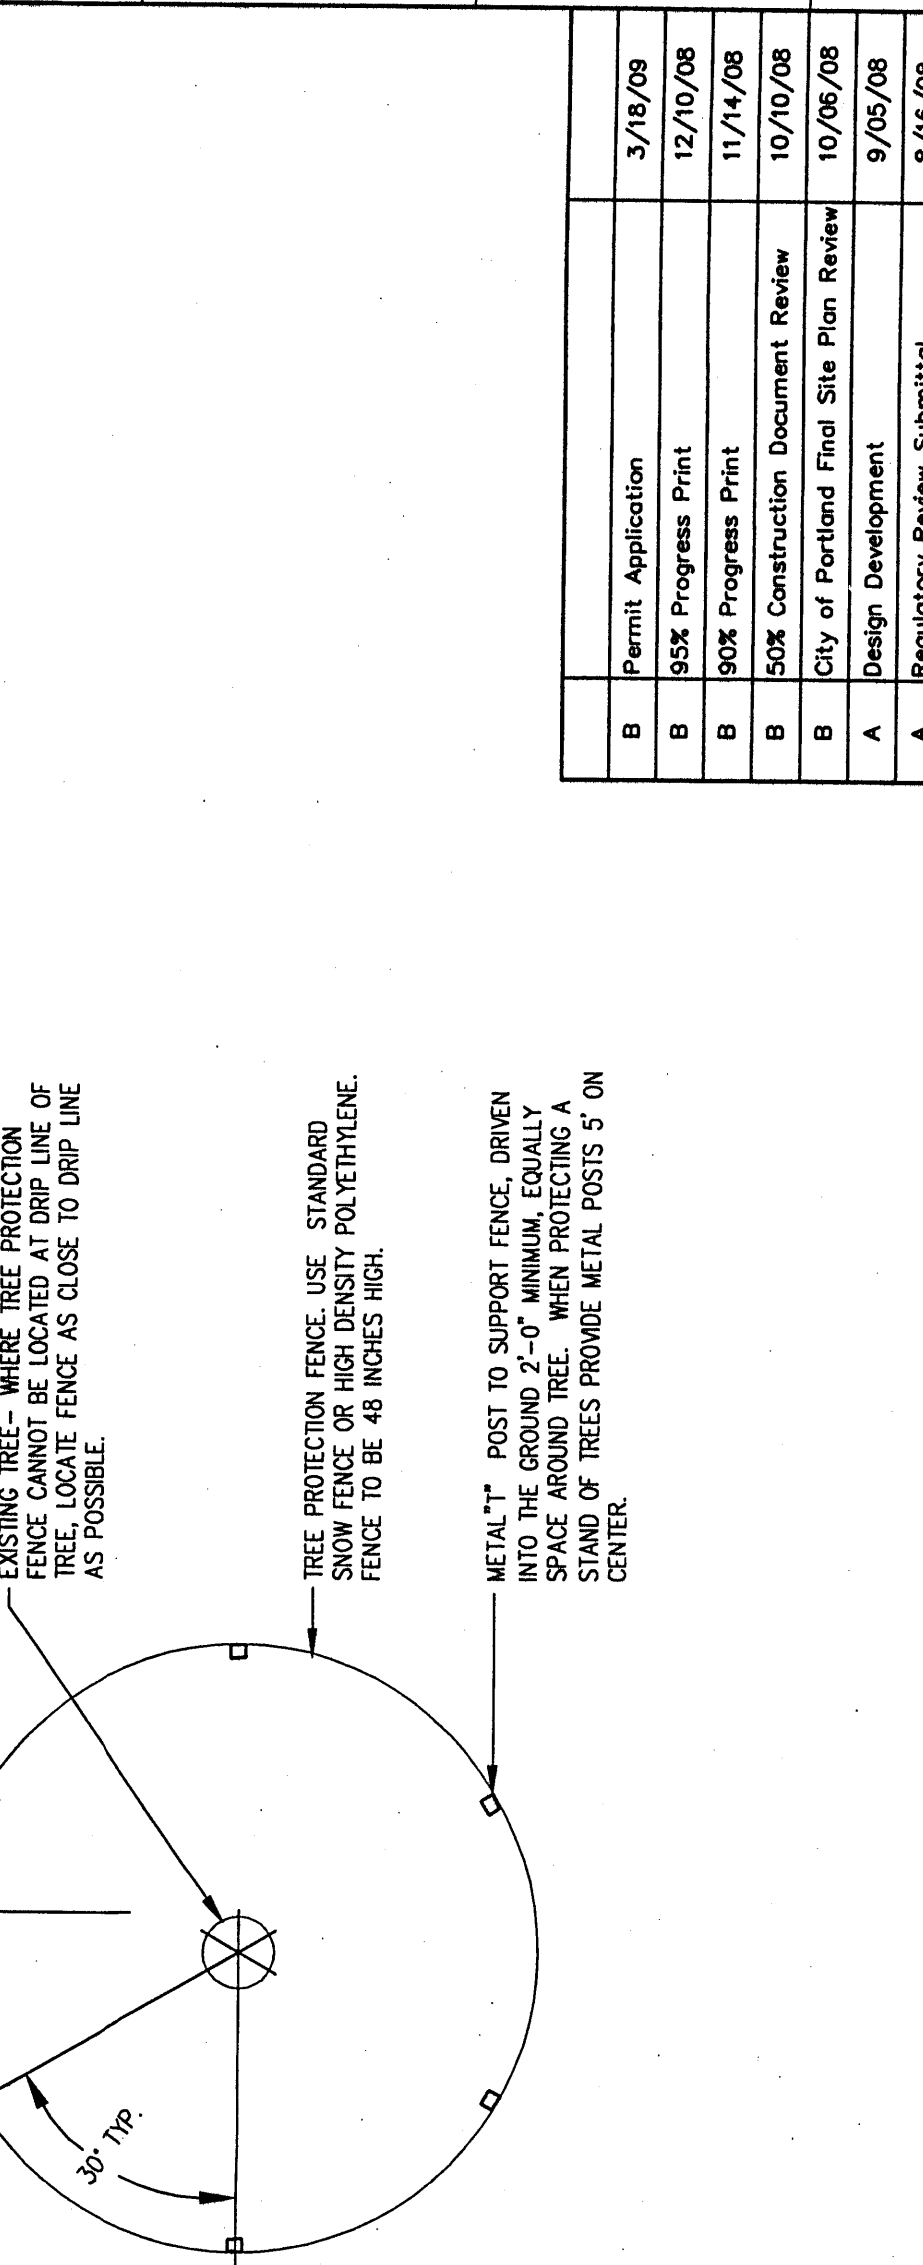 EXISTING TREE- WHERE TREE PROTECTION
FENCE CANNOT BE LOCATED AT DRIP LINE OF
TREE, LOCATE FENCE AS CLOSE TO DRIP LINE
AS POSSIBLE.
TREE PROTECTION FENCE. USE STANDARD
SNOW FENCE OR HIGH DENSITY POLYETHYLENE.
FENCE TO BE 48 INCHES HIGH.
METAL"T" POST TO SUPPORT FENCE, DRIVEN
INTO THE GROUND 2'-0" MINIMUM, EQUALLY
SPACE AROUND TREE. WHEN PROTECTING A
STAND OF TREES PROVIDE METAL POSTS 5' ON
CENTER.
30° TYP.
B Permit Application 3/18/09
B 95% Progress Print 12/10/08
B 90% Progress Print 11/14/08
B 50% Construction Document Review 10/10/08
B City of Portland Final Site Plan Review 10/06/08
A Design Development 9/05/08
A Regulatory Review Submittal